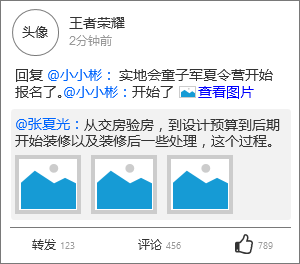 头像
王者荣耀
2分钟前
回复 @小小彬： 实地会童子军夏令营开始
报名了。@小小彬：开始了 查看图片
@张夏光：从交房验房，到设计预算到后期
开始装修以及装修后一些处理，这个过程。
转发 123 评论 456 789